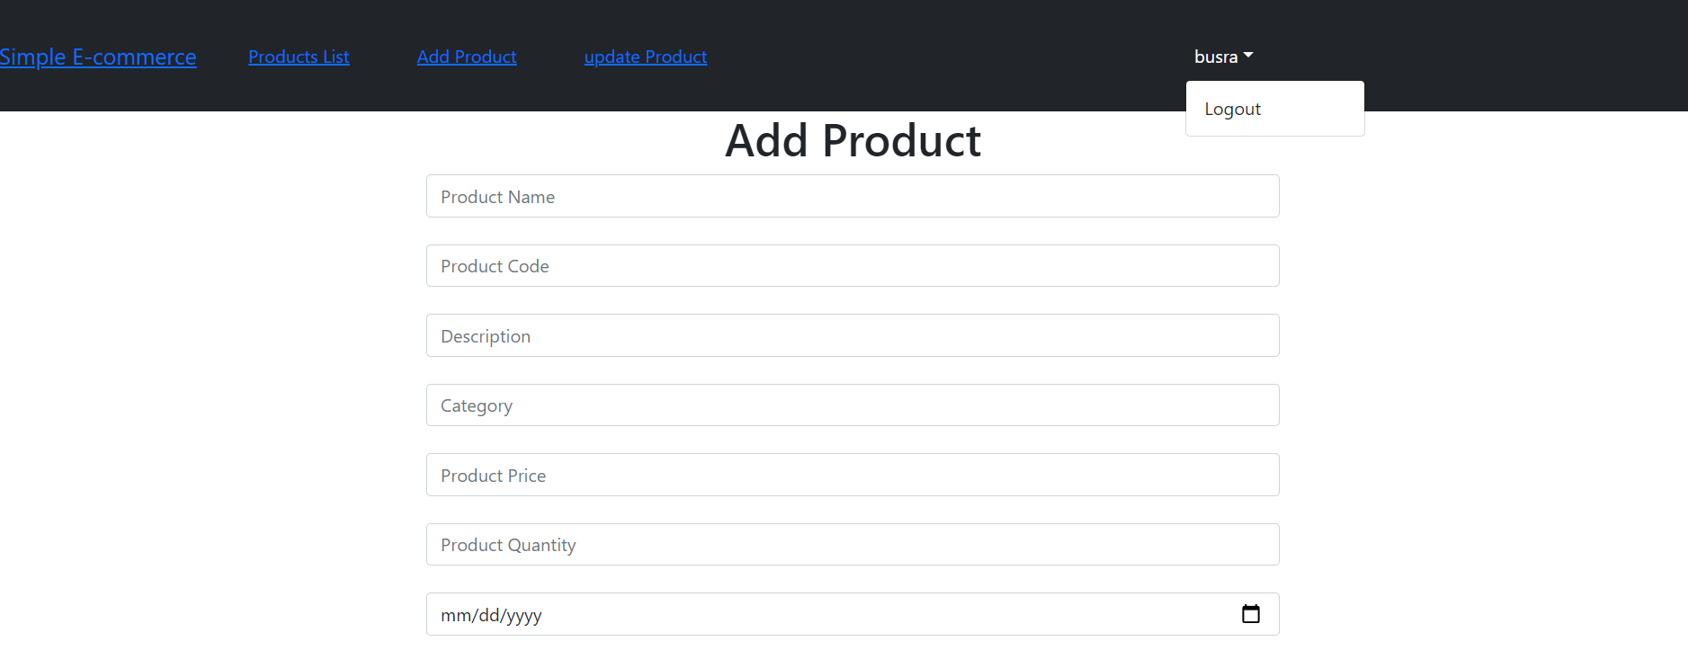 Simple E-commerce Products List Add Product update Product busra
Logout
Add Product
Product Name
Product Code
Description
Category
Product Price
Product Quantity
mm/dd/yyyy